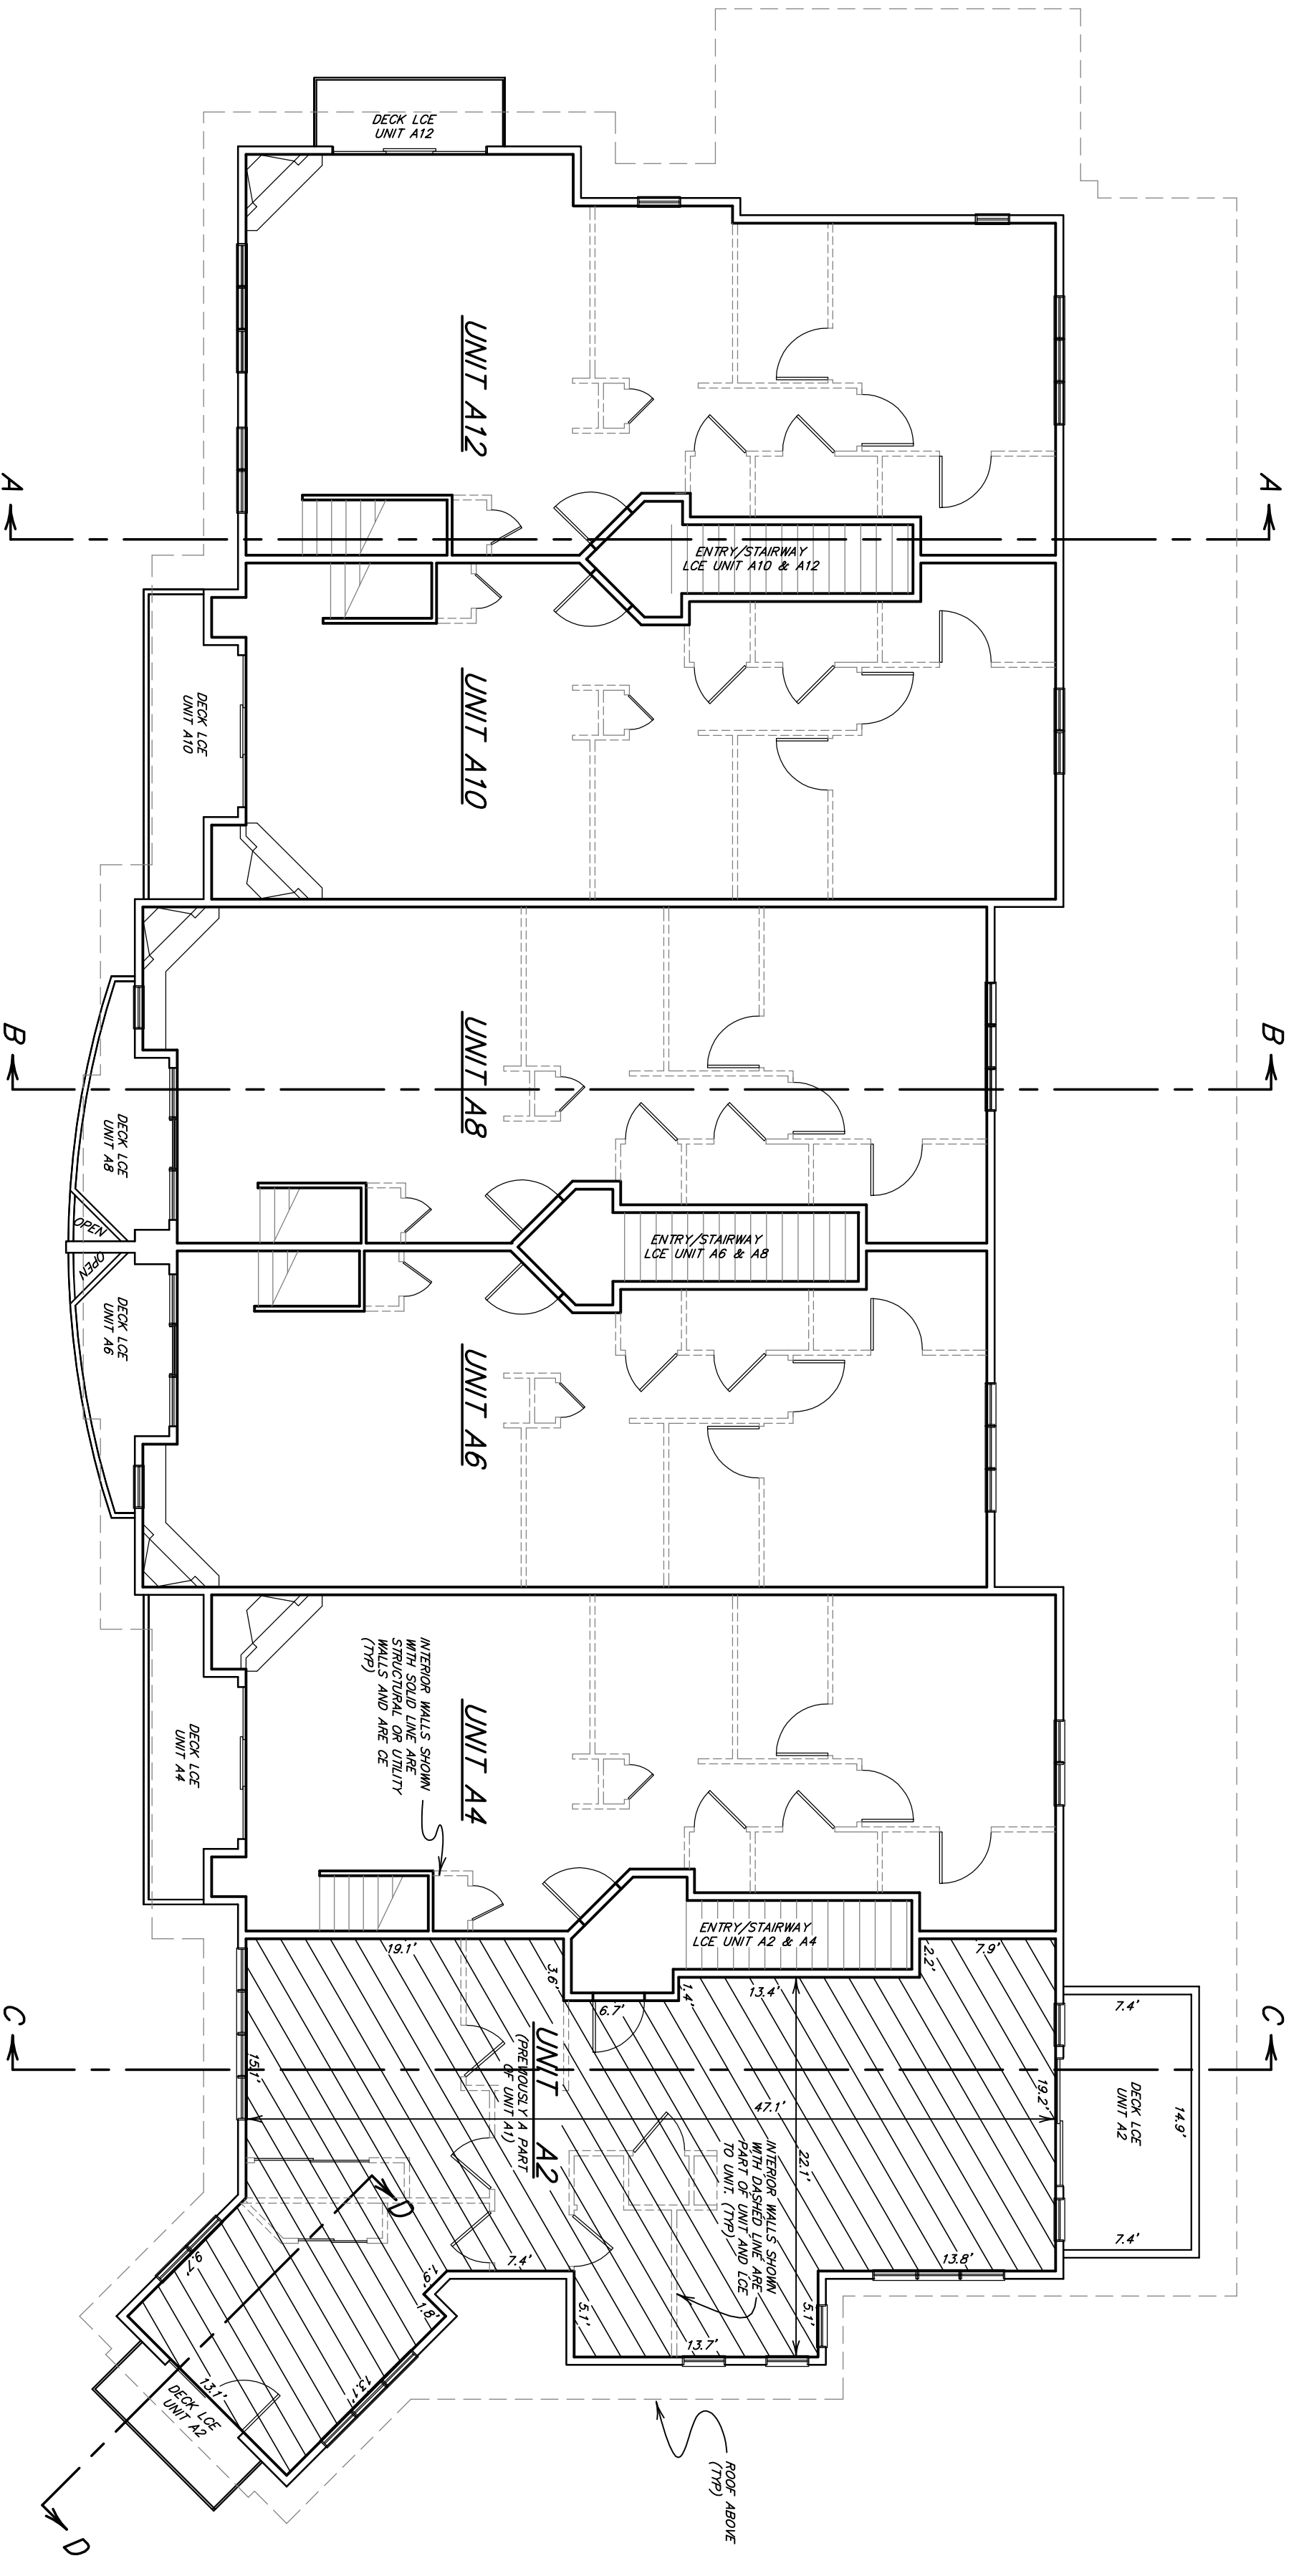 DECK LCE
UNIT A12
UNIT A12
A
A
ENTRY/STAIRWAY
LCE UNIT A10 & A12
UNIT A10
DECK LCE
UNIT A10
UNIT A8
B
B
DECK LCE
UNIT A8
OPEN
OPEN
ENTRY/STAIRWAY
LCE UNIT A6 & A8
DECK LCE
UNIT A6
UNIT A6
INTERIOR WALLS SHOWN
WITH SOLID LINE ARE
STRUCTURAL OR UTILITY
WALLS AND ARE CE
(TYP)
DECK LCE
UNIT A4
UNIT A4
ENTRY/STAIRWAY
LCE UNIT A2 & A4
19.1'
3.6'
6.7'
1.4'
13.4'
2.2'
7.9'
7.4'
C
C
15.1'
UNIT A2
(PREVIOUSLY A PART
OF UNIT A1)
47.1'
19.2'
DECK LCE
UNIT A2
14.9'
22.1'
INTERIOR WALLS SHOWN
WITH DASHED LINE ARE
PART OF UNIT AND LCE
TO UNIT. (TYP)
7.4'
D
9.7'
1.6'
1.8'
7.4'
5.1'
13.7'
5.1'
13.8'
13.1'
13.1'
DECK LCE
UNIT A2
ROOF ABOVE
(TYP)
D